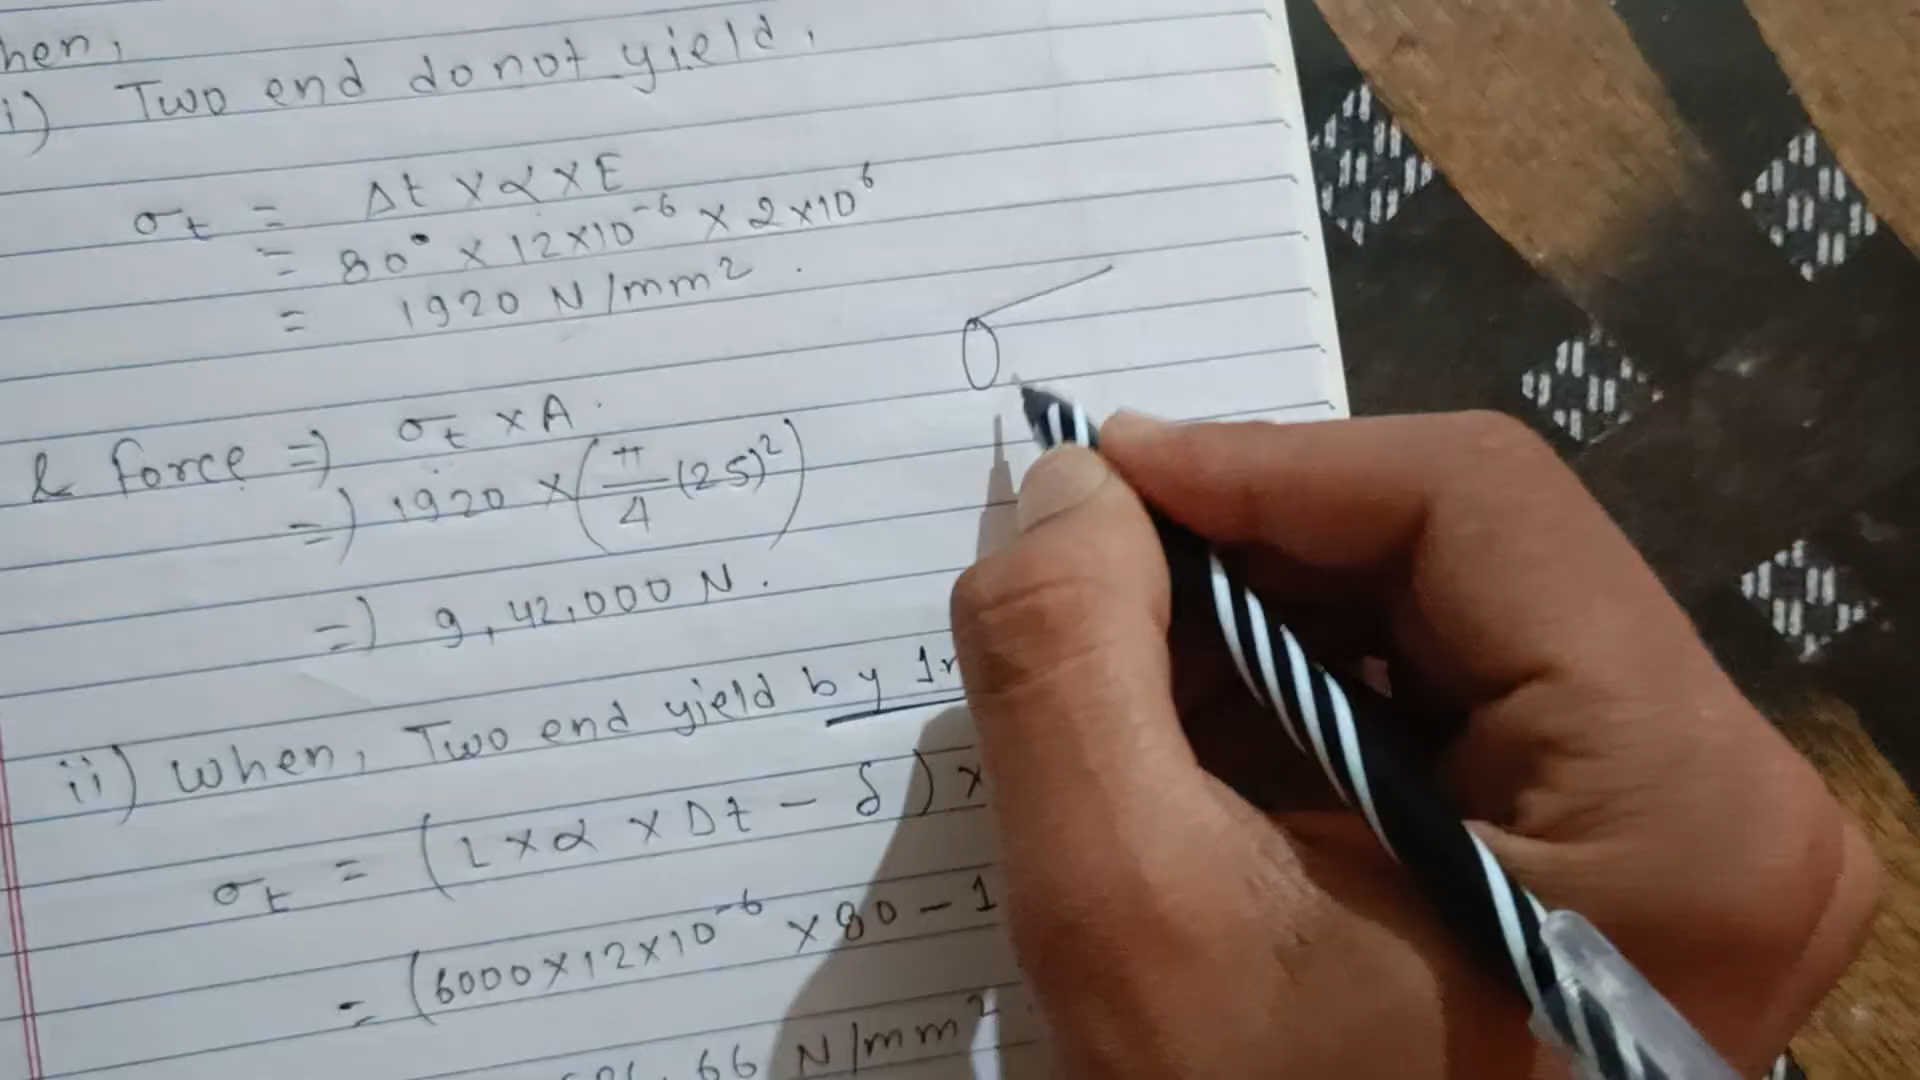 hen,
i) Two end do not yield.
σt = Δt × α × E
= 80° × 12×10⁻⁶ × 2×10⁶
= 1920 N/mm².
& force => σt × A.
=> 1920 × (π/4 (25)²)
=> 9,42,000 N.
ii) when, Two end yield by 1
σt = (L × α × Δt − δ) ×
= (6000×12×10⁻⁶ × 80 − 1
66 N/mm².